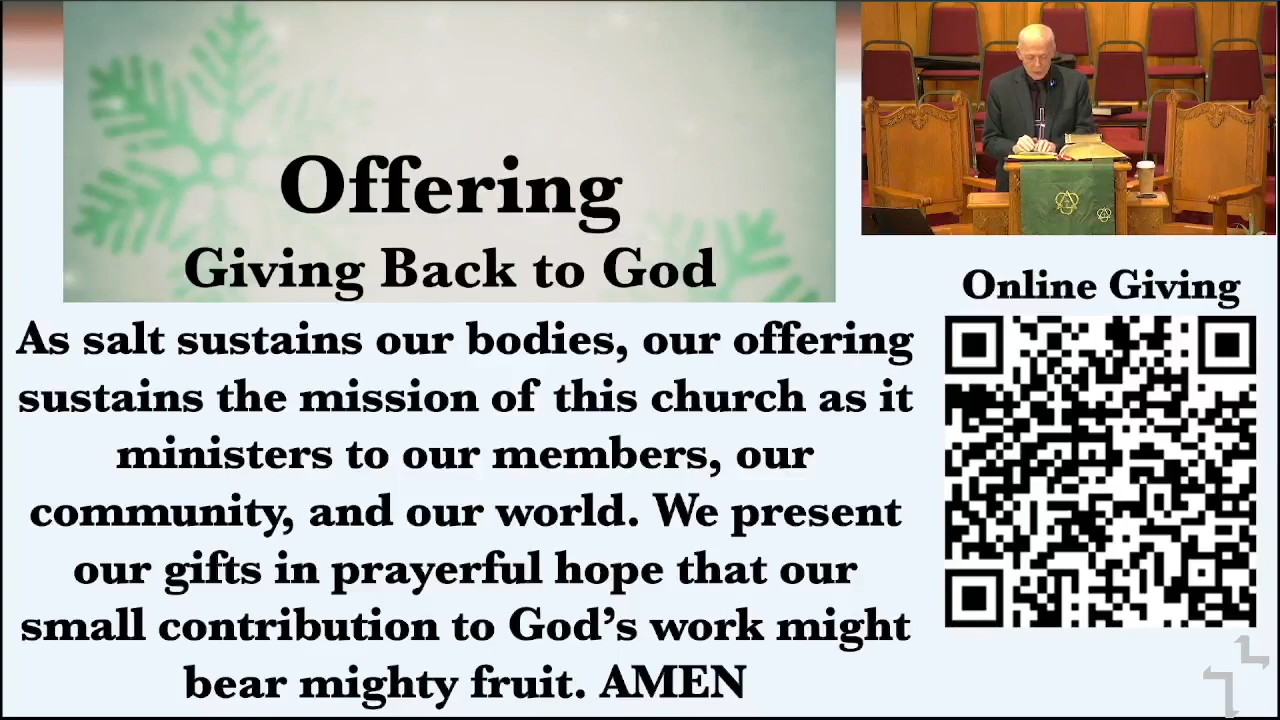 Offering
Giving Back to God
Online Giving
As salt sustains our bodies, our offering
sustains the mission of this church as it
ministers to our members, our
community, and our world. We present
our gifts in prayerful hope that our
small contribution to God’s work might
bear mighty fruit. AMEN